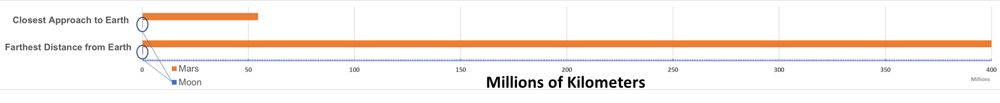 Closest Approach to Earth
Farthest Distance from Earth
0 50 100 150 200 250 300 350 400
Mars
Moon
Millions of Kilometers
Millions